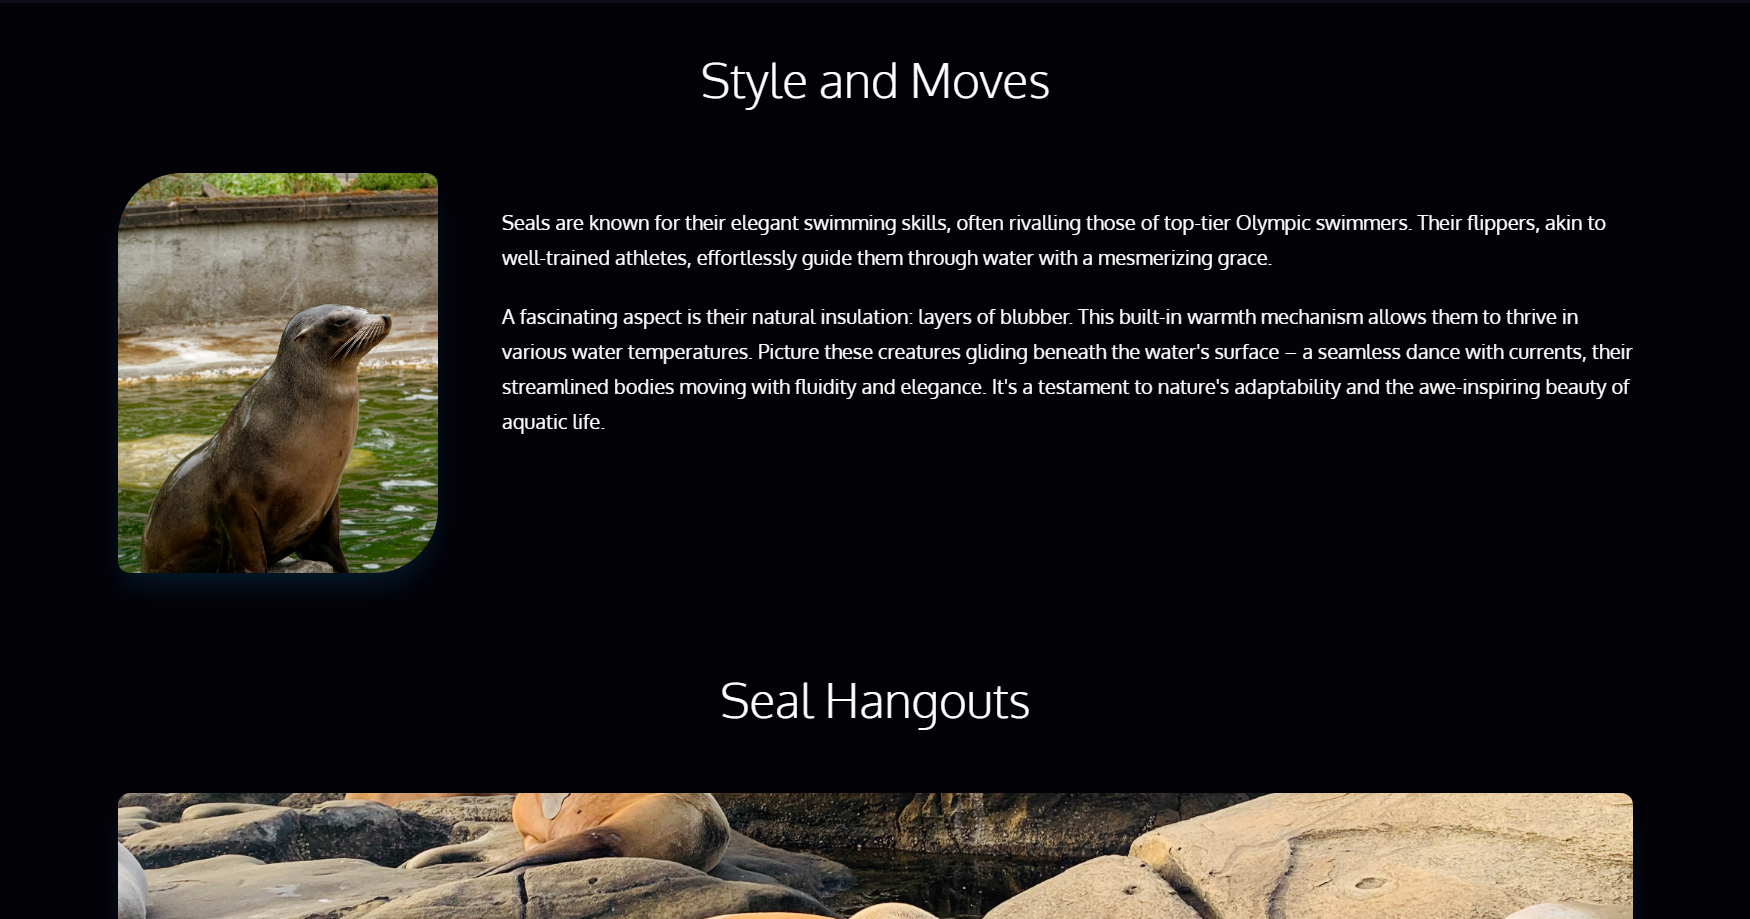 Style and Moves
Seals are known for their elegant swimming skills, often rivalling those of top-tier Olympic swimmers. Their flippers, akin to
well-trained athletes, effortlessly guide them through water with a mesmerizing grace.
A fascinating aspect is their natural insulation: layers of blubber. This built-in warmth mechanism allows them to thrive in
various water temperatures. Picture these creatures gliding beneath the water's surface – a seamless dance with currents, their
streamlined bodies moving with fluidity and elegance. It's a testament to nature's adaptability and the awe-inspiring beauty of
aquatic life.
Seal Hangouts